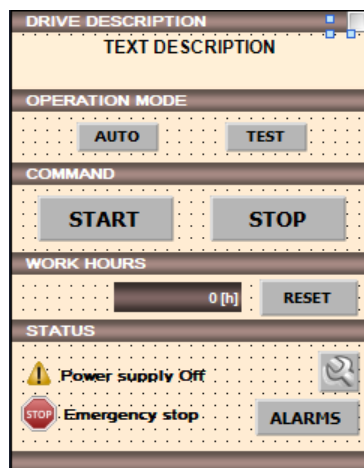 DRIVE DESCRIPTION
TEXT DESCRIPTION
OPERATION MODE
AUTO TEST
COMMAND
START STOP
WORK HOURS
0 [h] RESET
STATUS
Power supply Off
STOP Emergency stop ALARMS